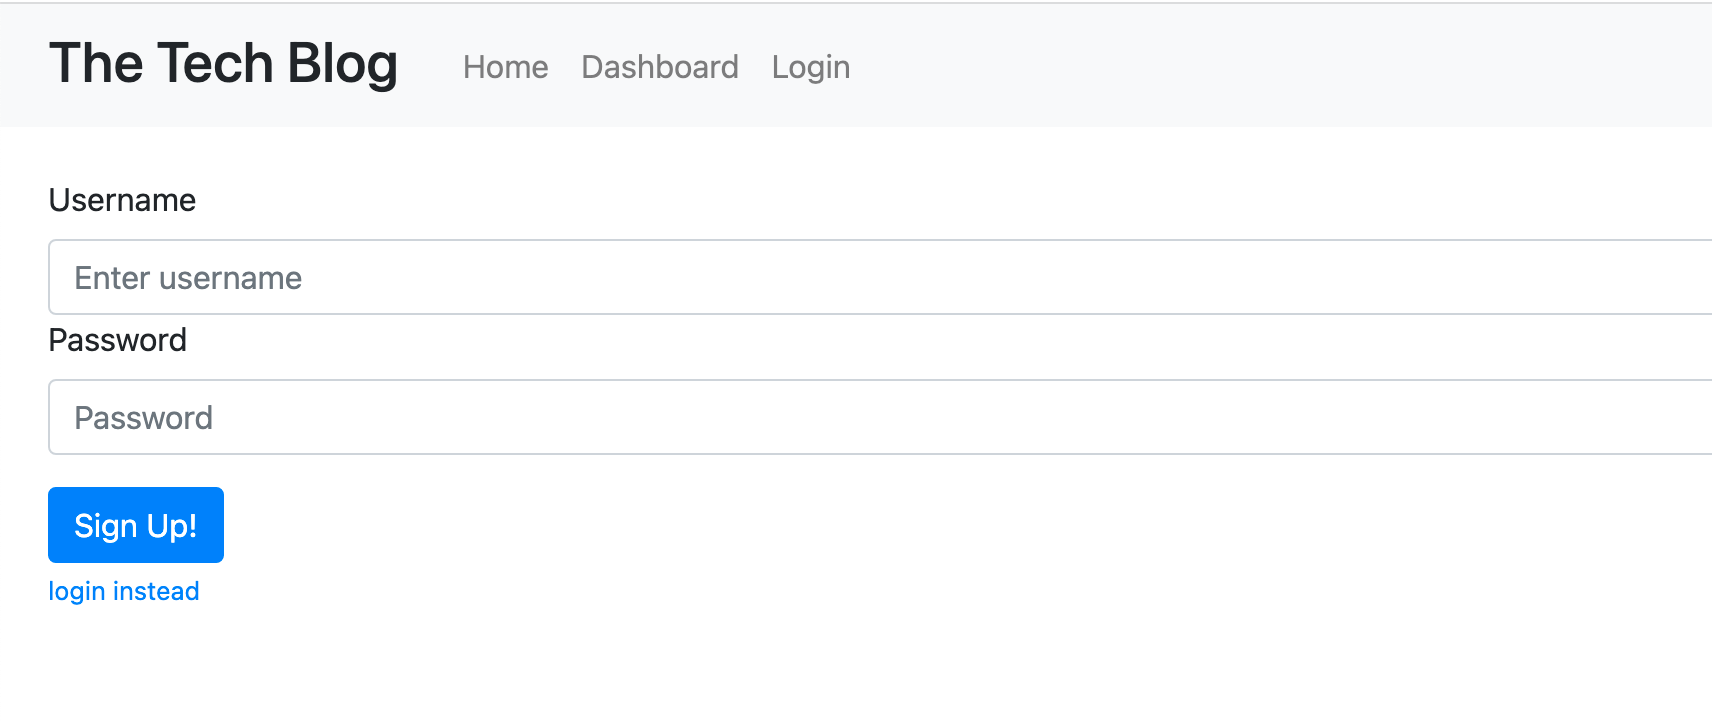 The Tech Blog Home Dashboard Login
Username
Enter username
Password
Password
Sign Up!
login instead